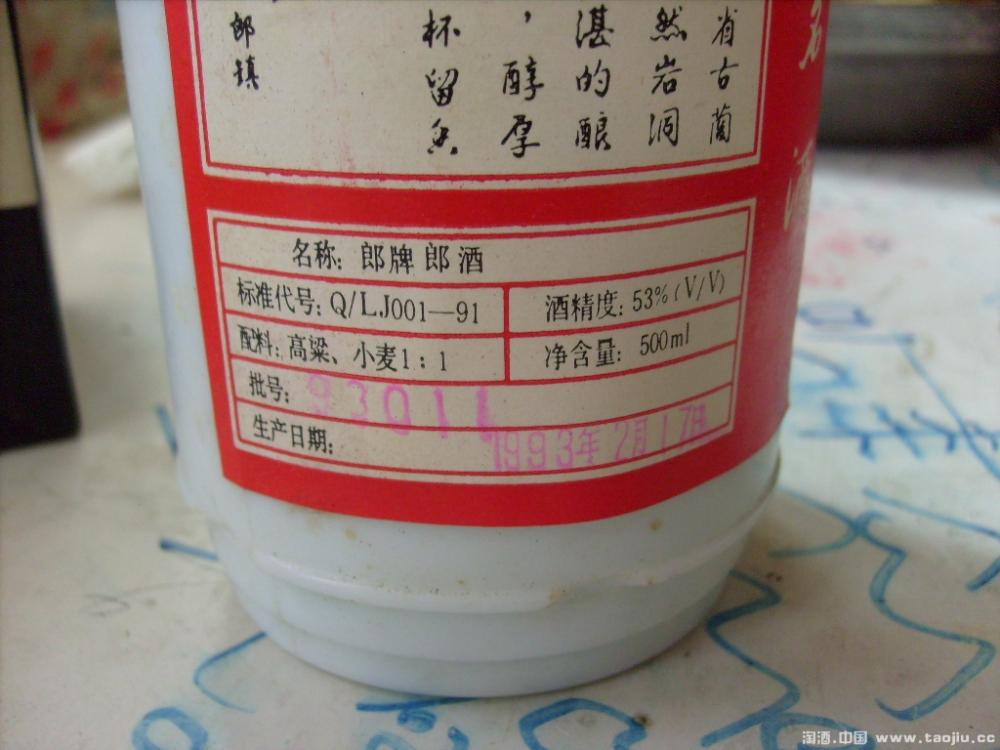 省古蔺
然岩洞
湛的酿
，醇厚
杯留香
郎镇
名
酒
名称：郎牌郎酒
标准代号：Q/LJ001—91
酒精度：53%（V/V）
配料：高粱、小麦1：1
净含量：500ml
批号：93011
生产日期：1993年2月17日
淘酒.中国 www.taojiu.cc